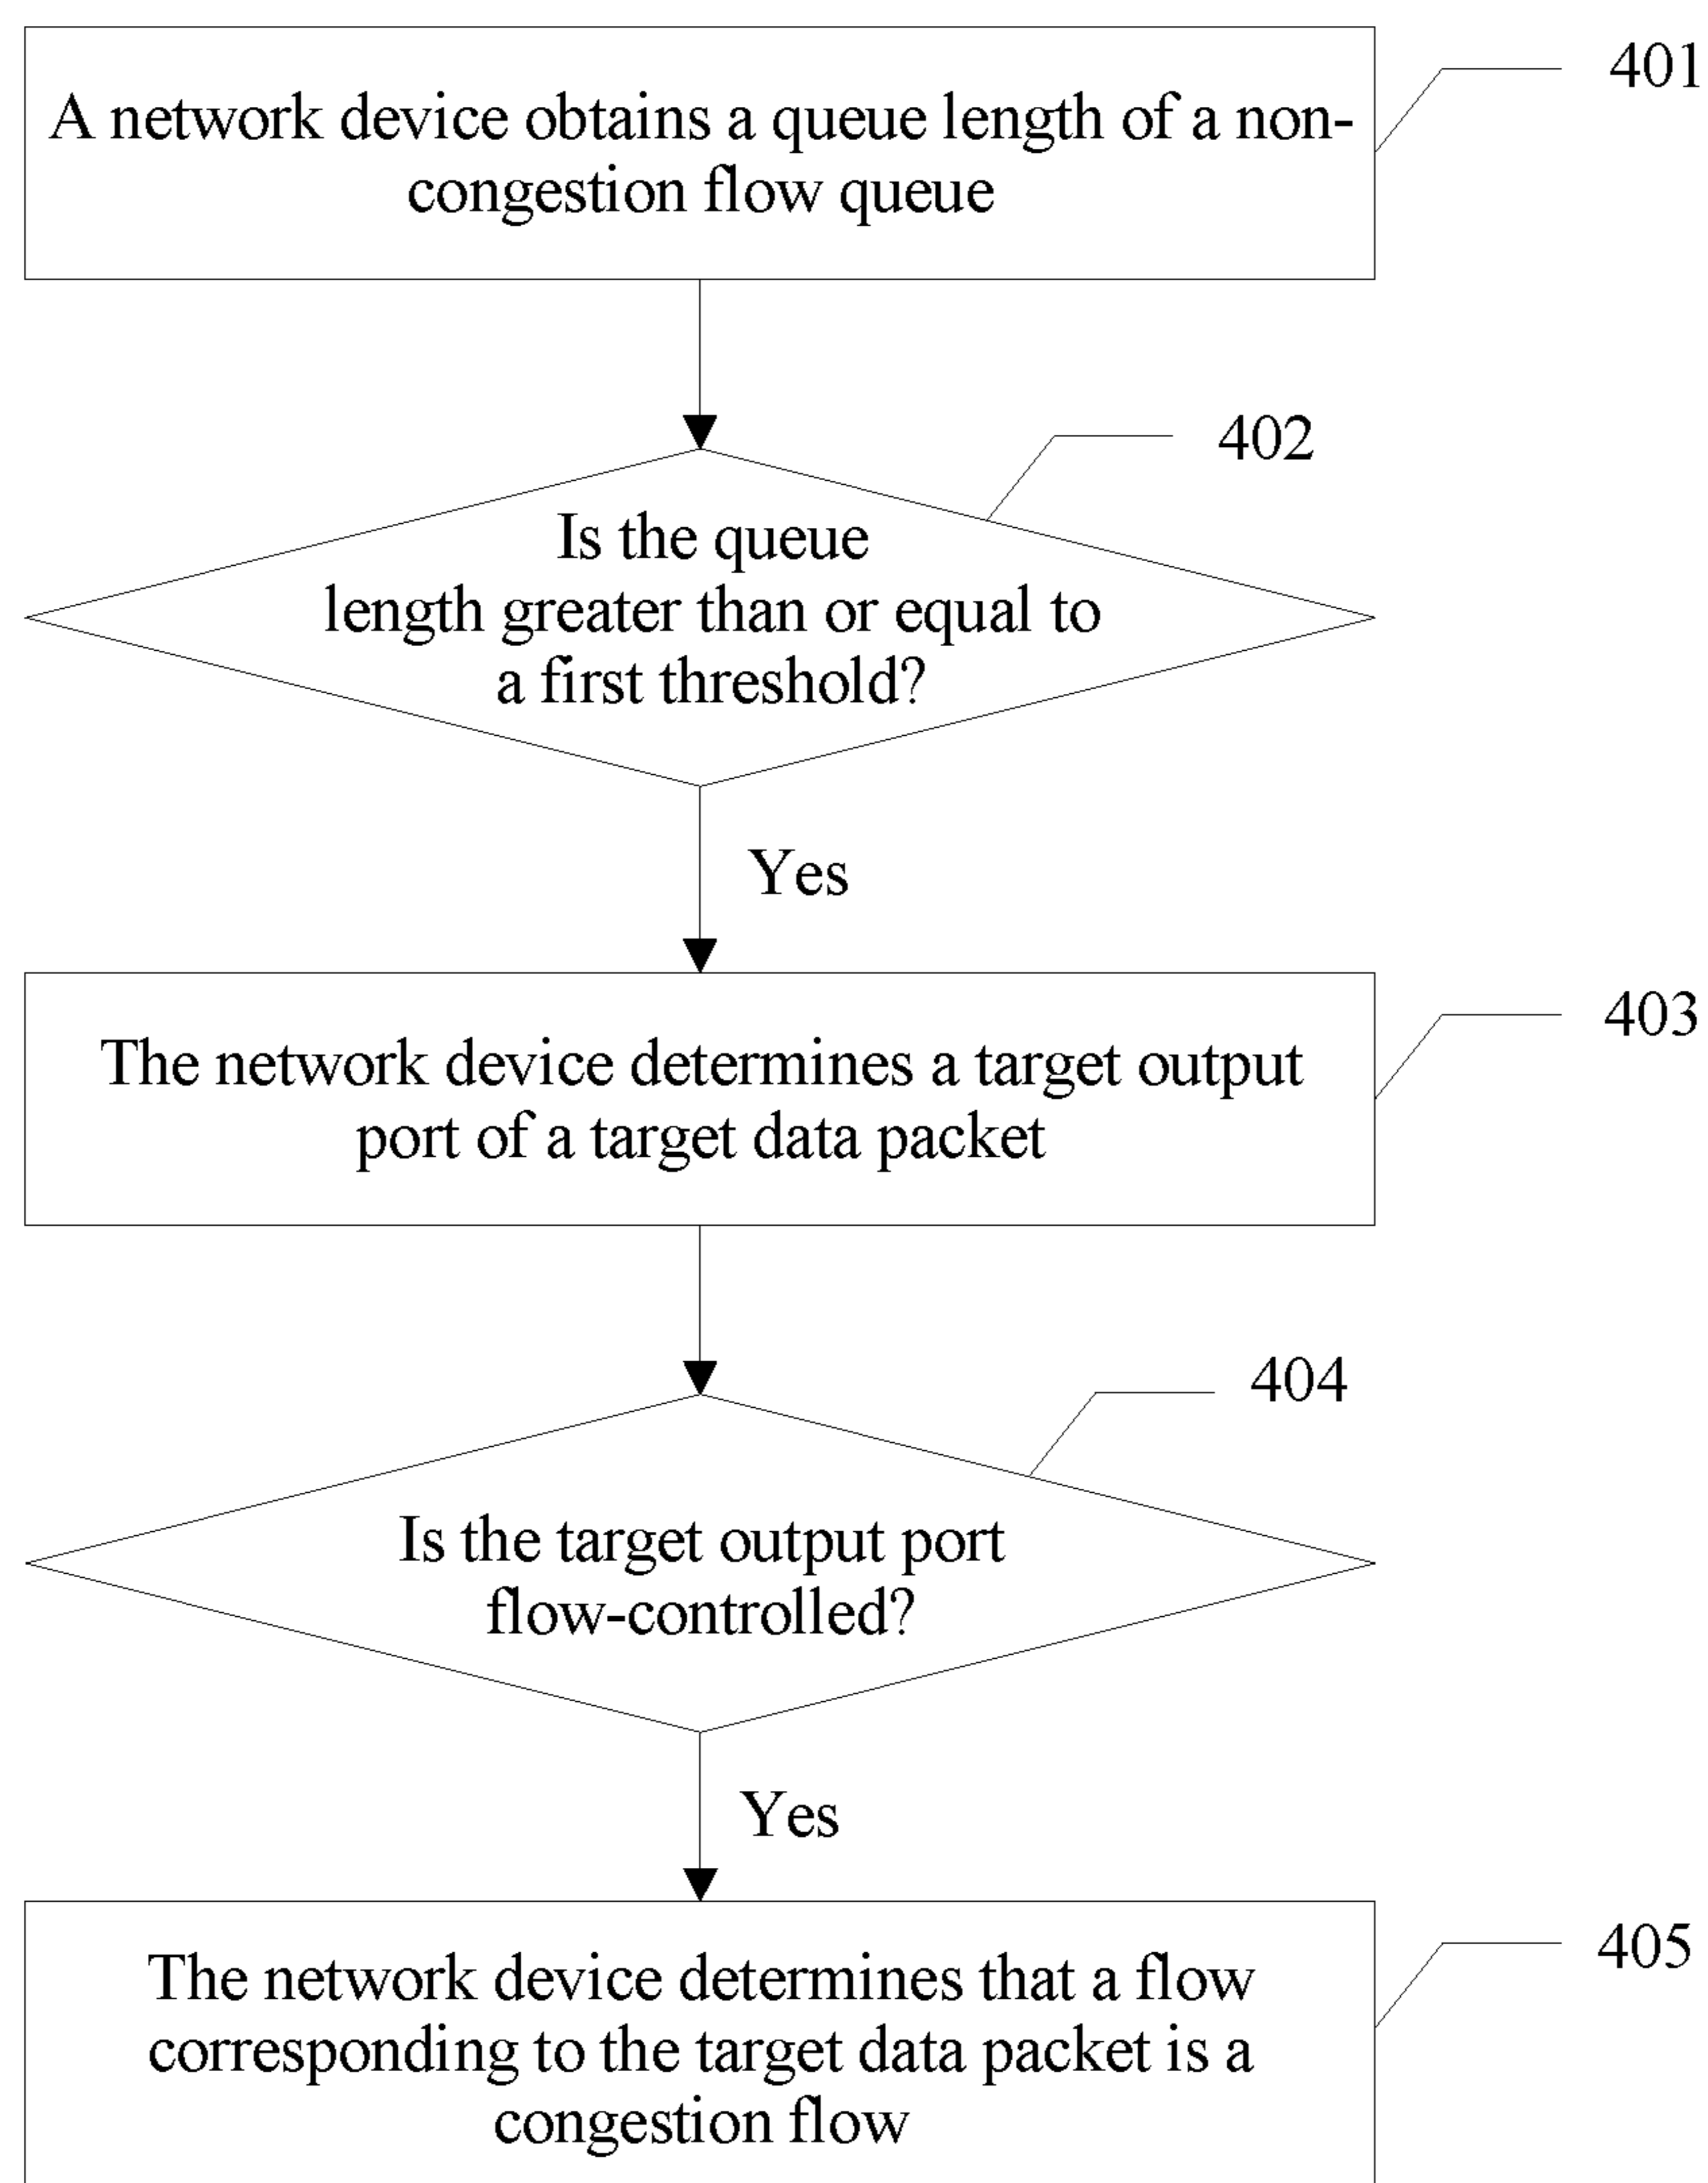 A network device obtains a queue length of a non-
congestion flow queue
401
402
Is the queue
length greater than or equal to
a first threshold?
Yes
The network device determines a target output
port of a target data packet
403
404
Is the target output port
flow-controlled?
Yes
The network device determines that a flow
corresponding to the target data packet is a
congestion flow
405